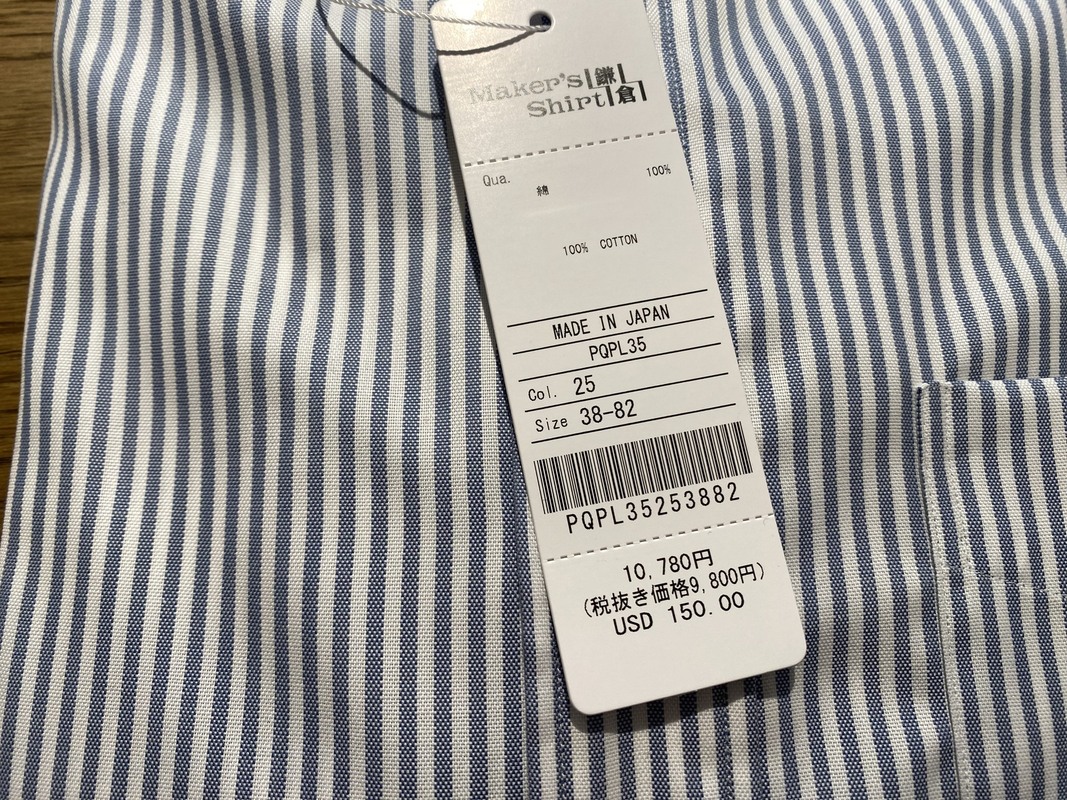 Maker's 鎌
Shirt 倉
Qua.
綿 100%
100% COTTON
MADE IN JAPAN
PQPL35
Col. 25
Size 38-82
PQPL35253882
10,780円
(税抜き価格9,800円)
USD 150.00